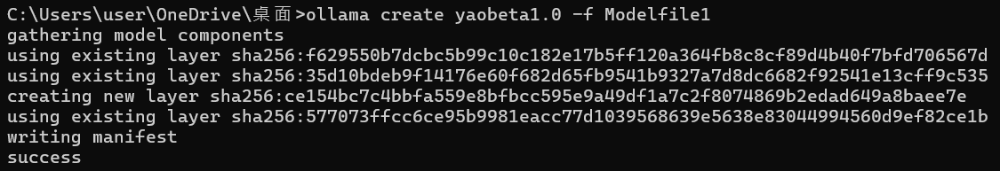 C:\Users\user\OneDrive\桌面>ollama create yaobeta1.0 -f Modelfile1
gathering model components
using existing layer sha256:f629550b7dcbc5b99c10c182e17b5ff120a364fb8c8cf89d4b40f7bfd706567d
using existing layer sha256:35d10bdeb9f14176e60f682d65fb9541b9327a7d8dc6682f92541e13cff9c535
creating new layer sha256:ce154bc7c4bbfa559e8bfbcc595e9a49df1a7c2f8074869b2edad649a8baee7e
using existing layer sha256:577073ffcc6ce95b9981eacc77d1039568639e5638e83044994560d9ef82ce1b
writing manifest
success